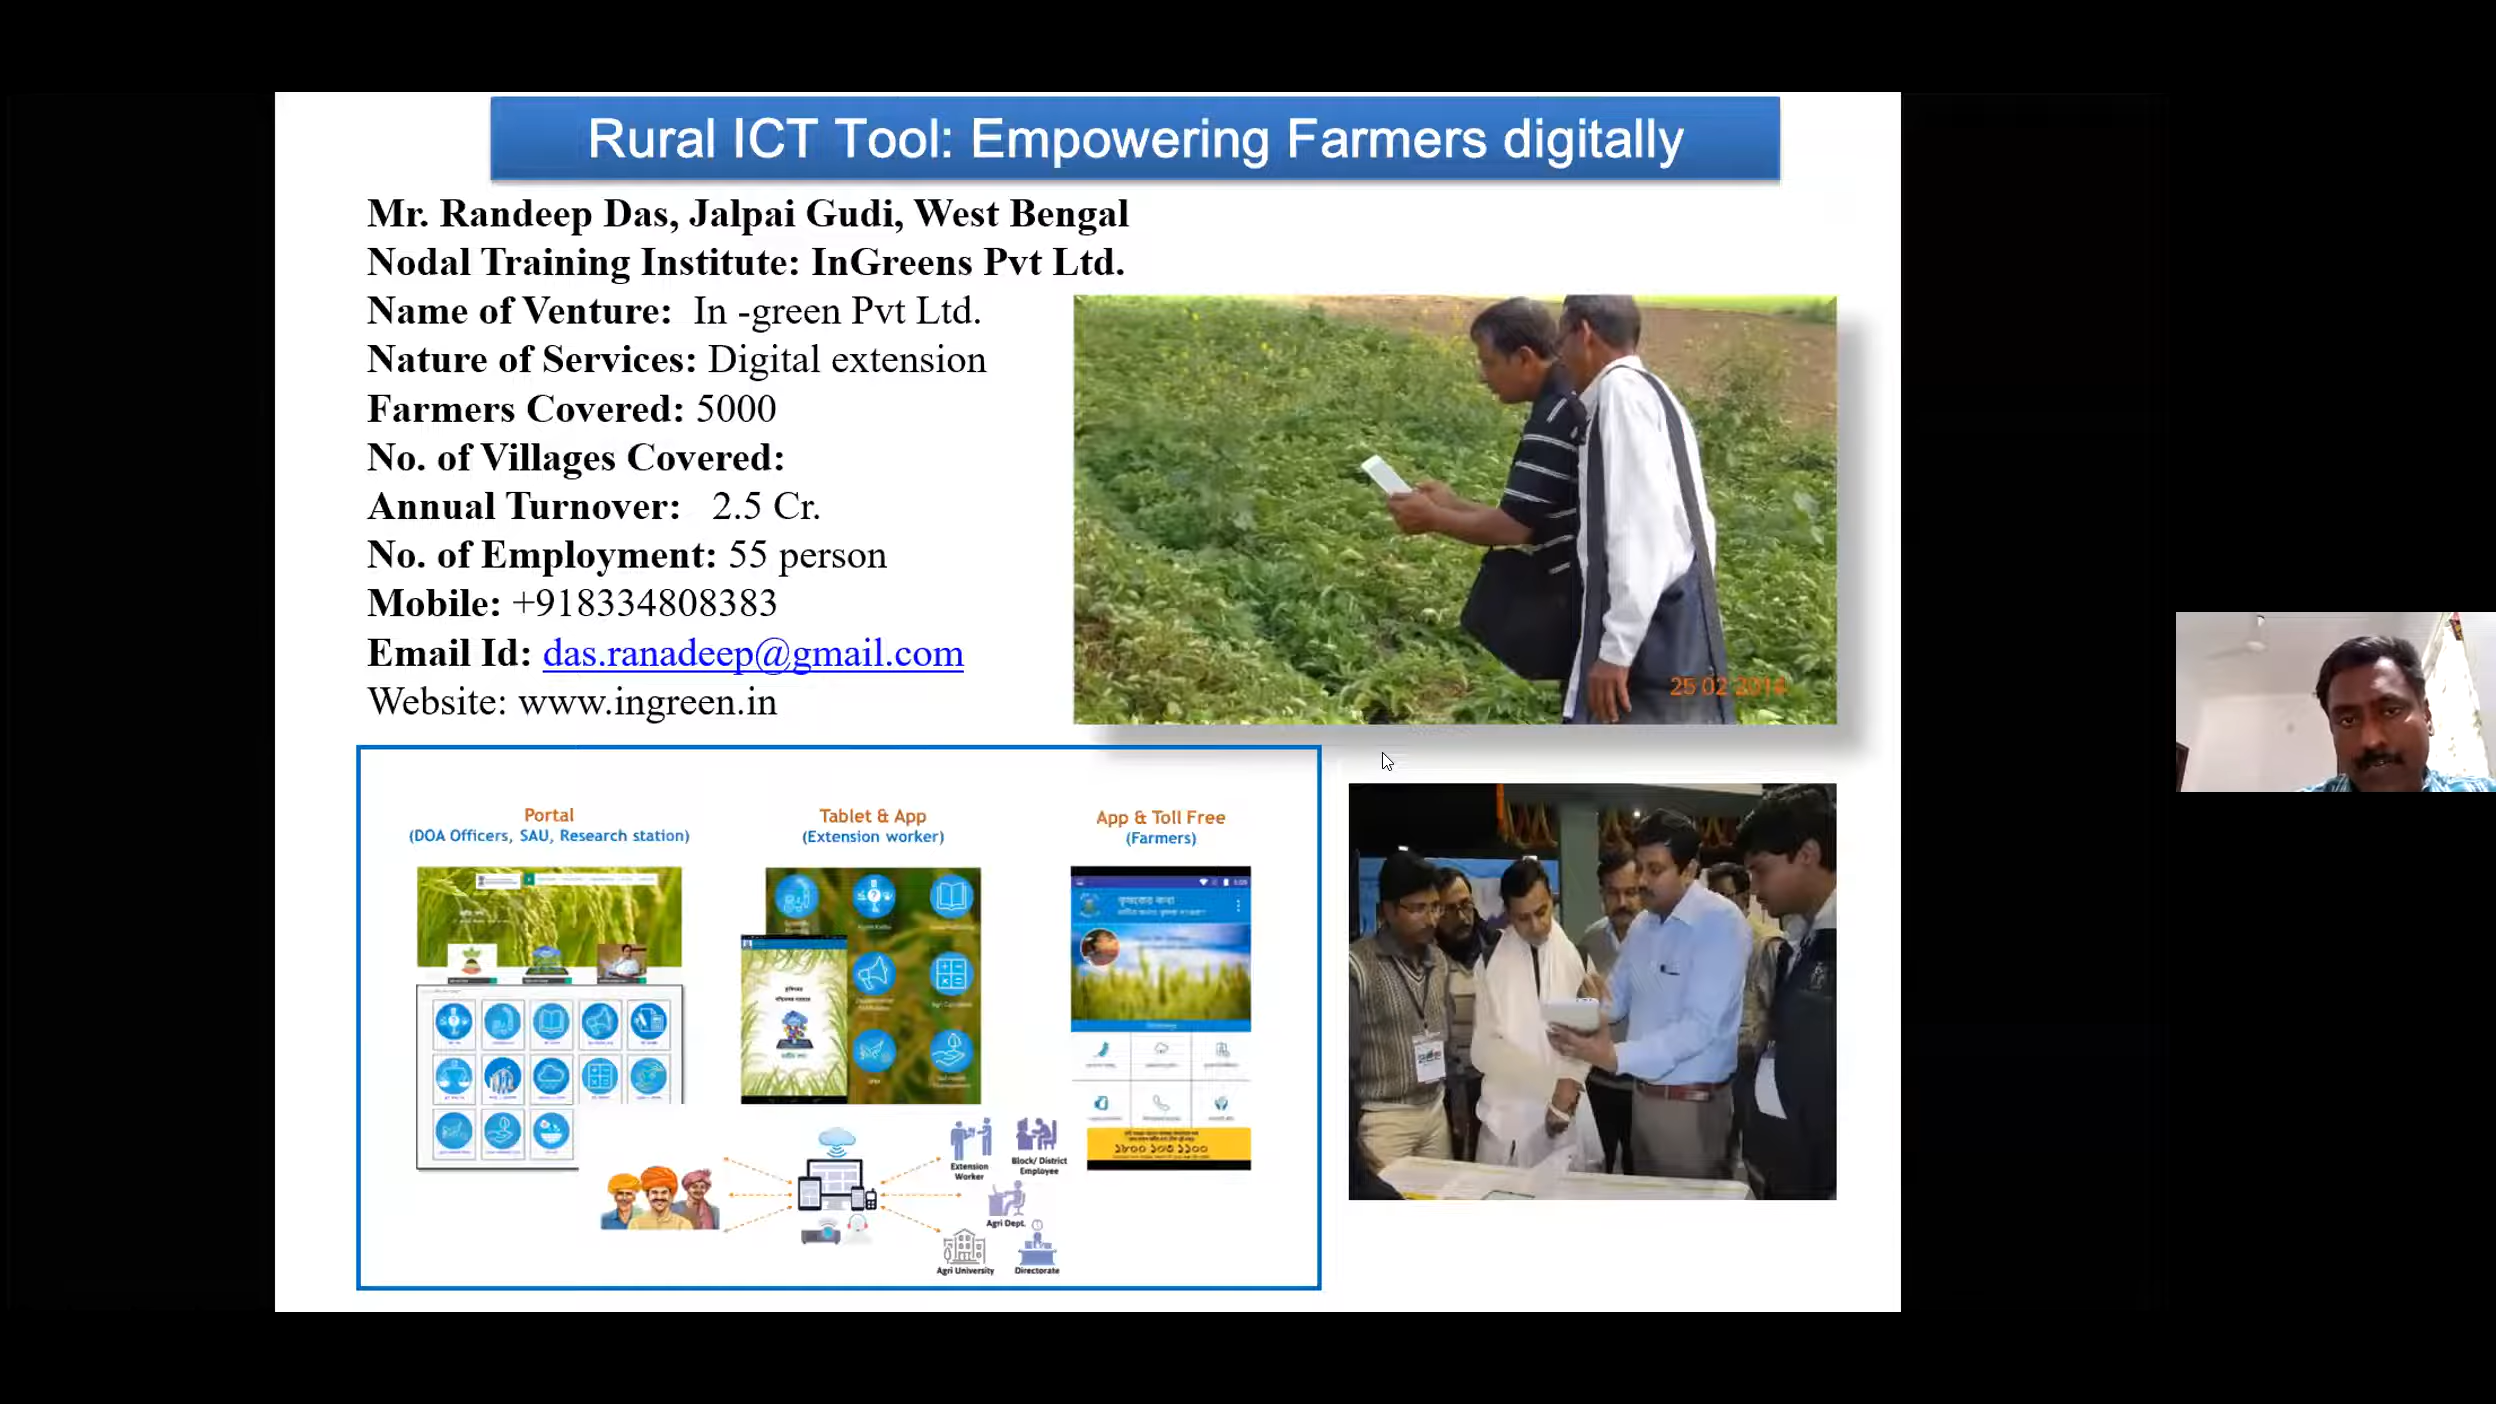 Rural ICT Tool: Empowering Farmers digitally
Mr. Randeep Das, Jalpai Gudi, West Bengal
Nodal Training Institute: InGreens Pvt Ltd.
Name of Venture: In -green Pvt Ltd.
Nature of Services: Digital extension
Farmers Covered: 5000
No. of Villages Covered:
Annual Turnover: 2.5 Cr.
No. of Employment: 55 person
Mobile: +918334808383
Email Id: das.ranadeep@gmail.com
Website: www.ingreen.in
25 02 2014
Portal
(DOA Officers, SAU, Research station)
Tablet & App
(Extension worker)
App & Toll Free
(Farmers)
১৮০০ ১০৩ ১১০০
Extension
Worker
Block/ District
Employee
Agri Dept.
Agri University
Directorate